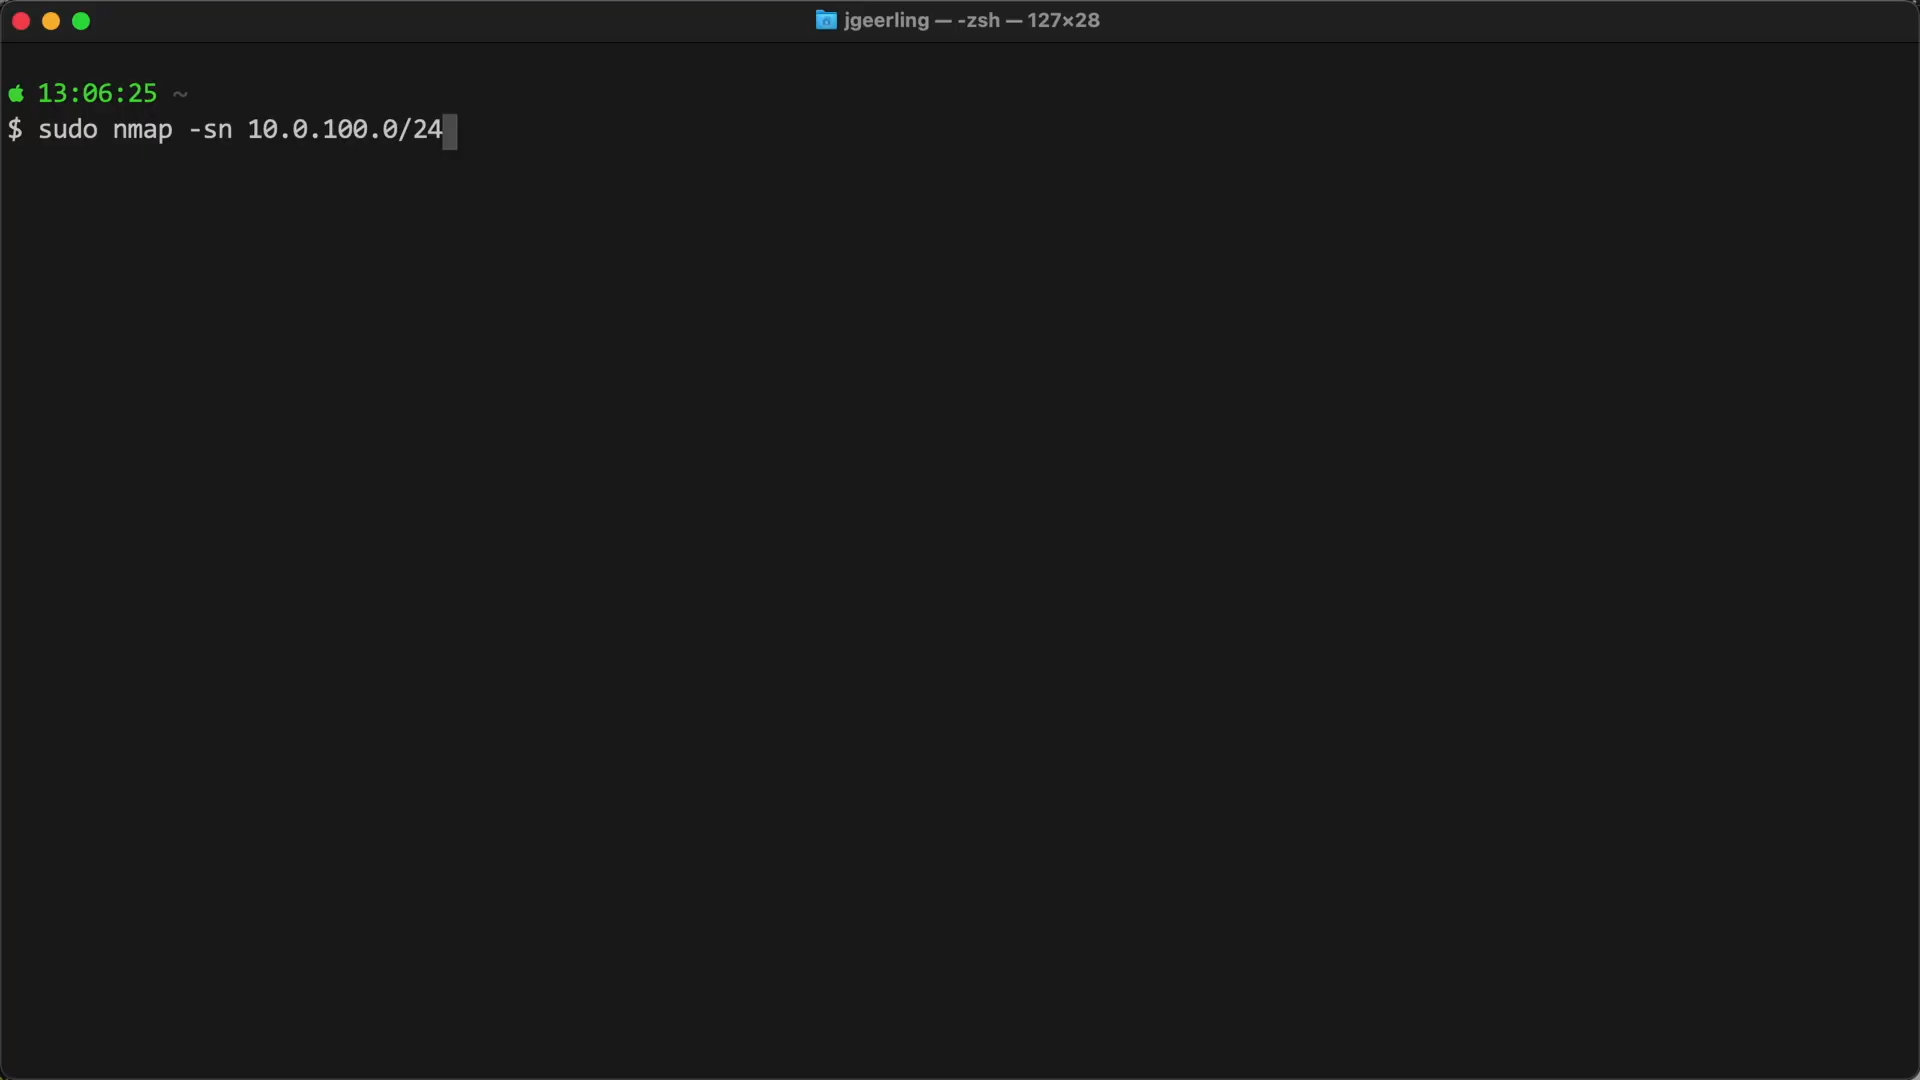 jgeerling — -zsh — 127×28
13:06:25 ~
$ sudo nmap -sn 10.0.100.0/24